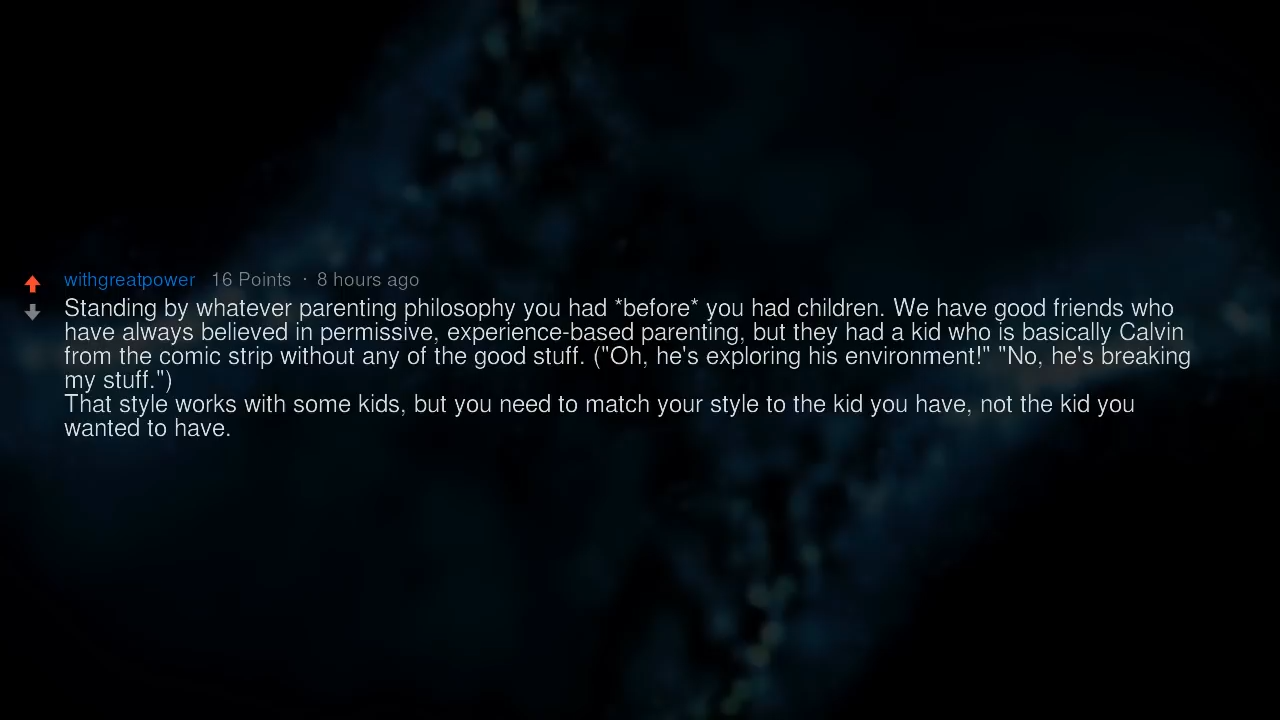 withgreatpower 16 Points · 8 hours ago
Standing by whatever parenting philosophy you had *before* you had children. We have good friends who
have always believed in permissive, experience-based parenting, but they had a kid who is basically Calvin
from the comic strip without any of the good stuff. ("Oh, he's exploring his environment!" "No, he's breaking
my stuff.")
That style works with some kids, but you need to match your style to the kid you have, not the kid you
wanted to have.